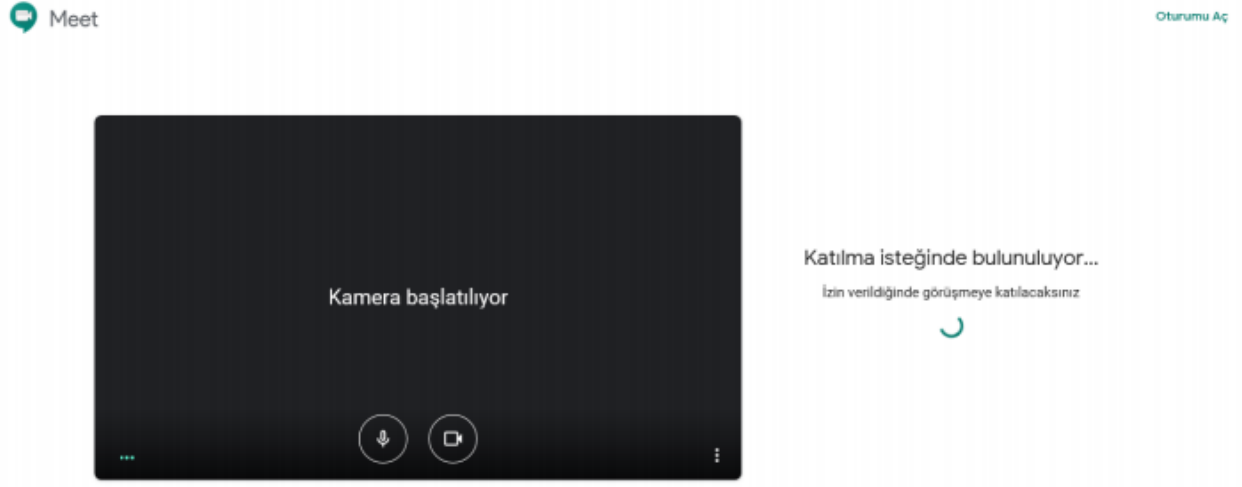 Meet
Oturumu Aç
Kamera başlatılıyor
Katılma isteğinde bulunuluyor...
İzin verildiğinde görüşmeye katılacaksınız